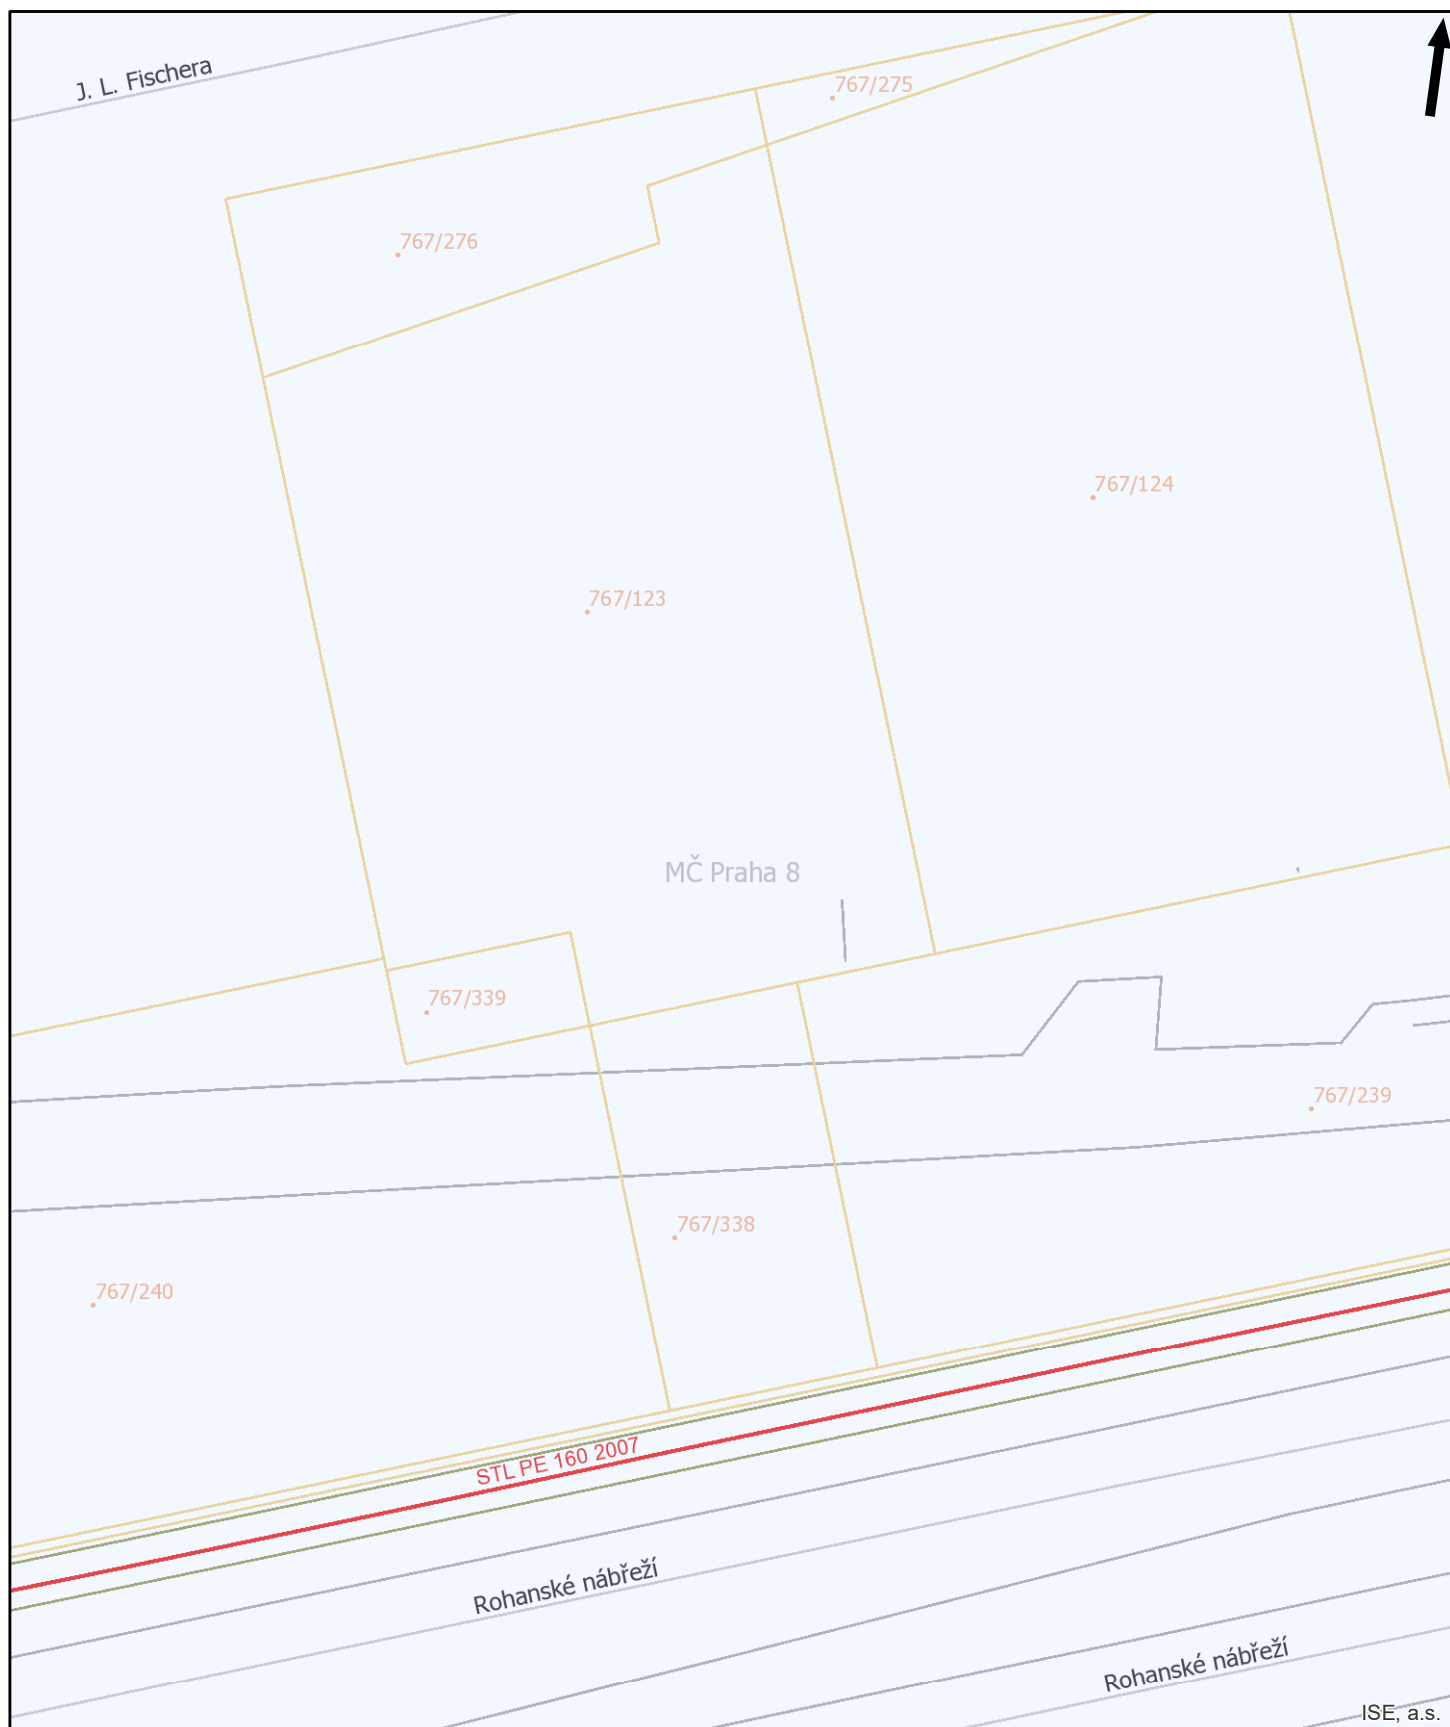 J. L. Fischera
767/275
767/276
767/124
767/123
MČ Praha 8
767/339
767/239
767/338
767/240
STL PE 160 2007
Rohanské nábřeží
Rohanské nábřeží
ISE, a.s.